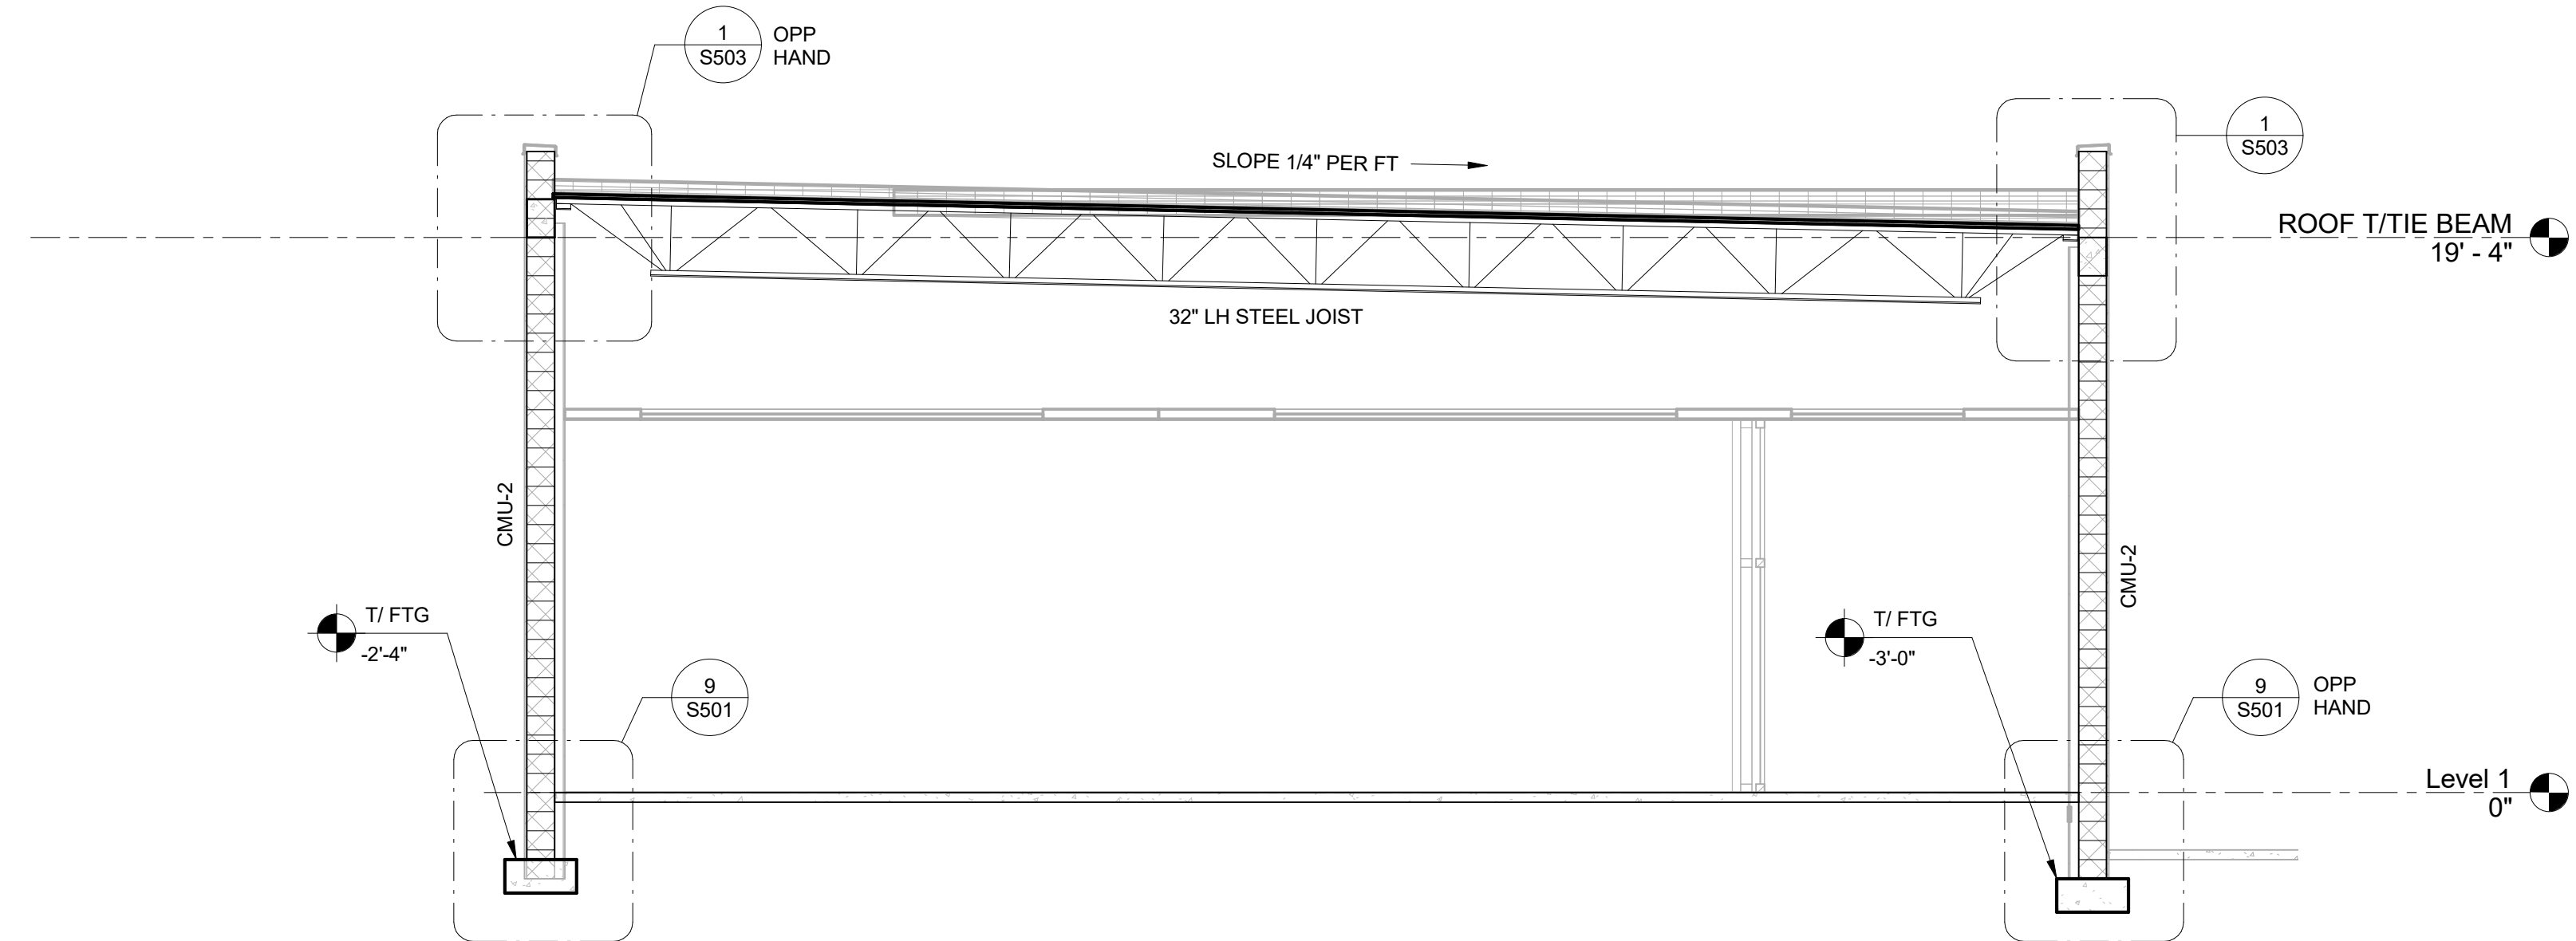 1
S503
OPP
HAND
1
S503
SLOPE 1/4" PER FT
ROOF T/TIE BEAM
19' - 4"
32" LH STEEL JOIST
CMU-2
CMU-2
T/ FTG
-2'-4"
T/ FTG
-3'-0"
9
S501
9
S501
OPP
HAND
Level 1
0"